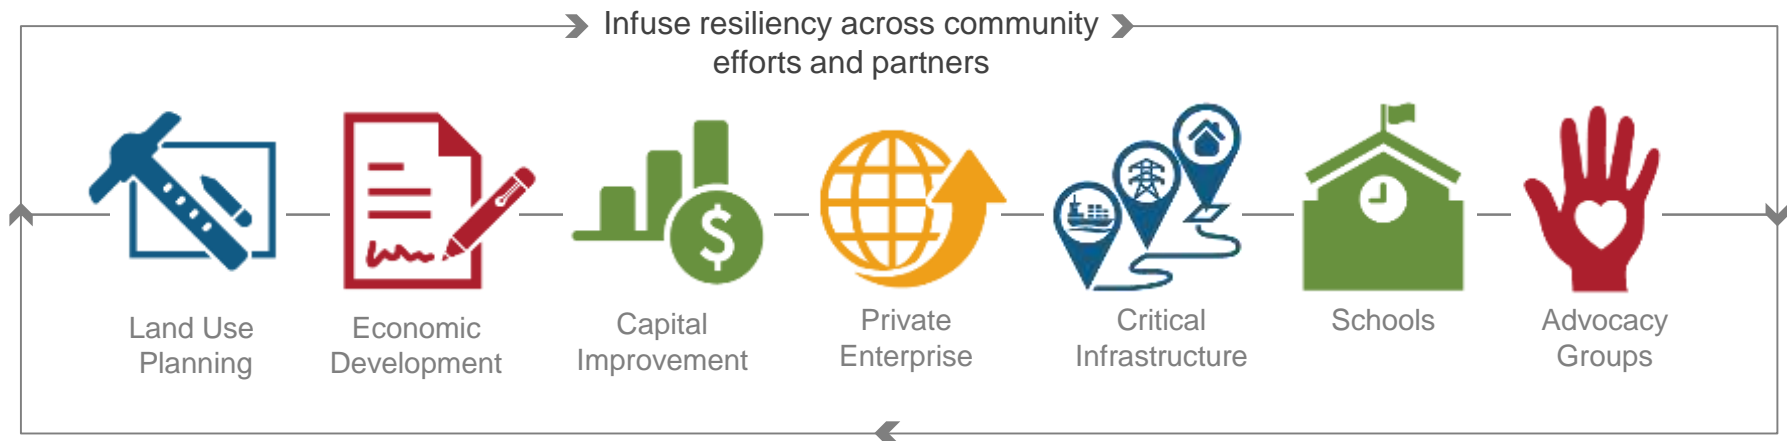 Infuse resiliency across community
efforts and partners
Land Use
Planning
Economic
Development
Capital
Improvement
Private
Enterprise
Critical
Infrastructure
Schools
Advocacy
Groups
$